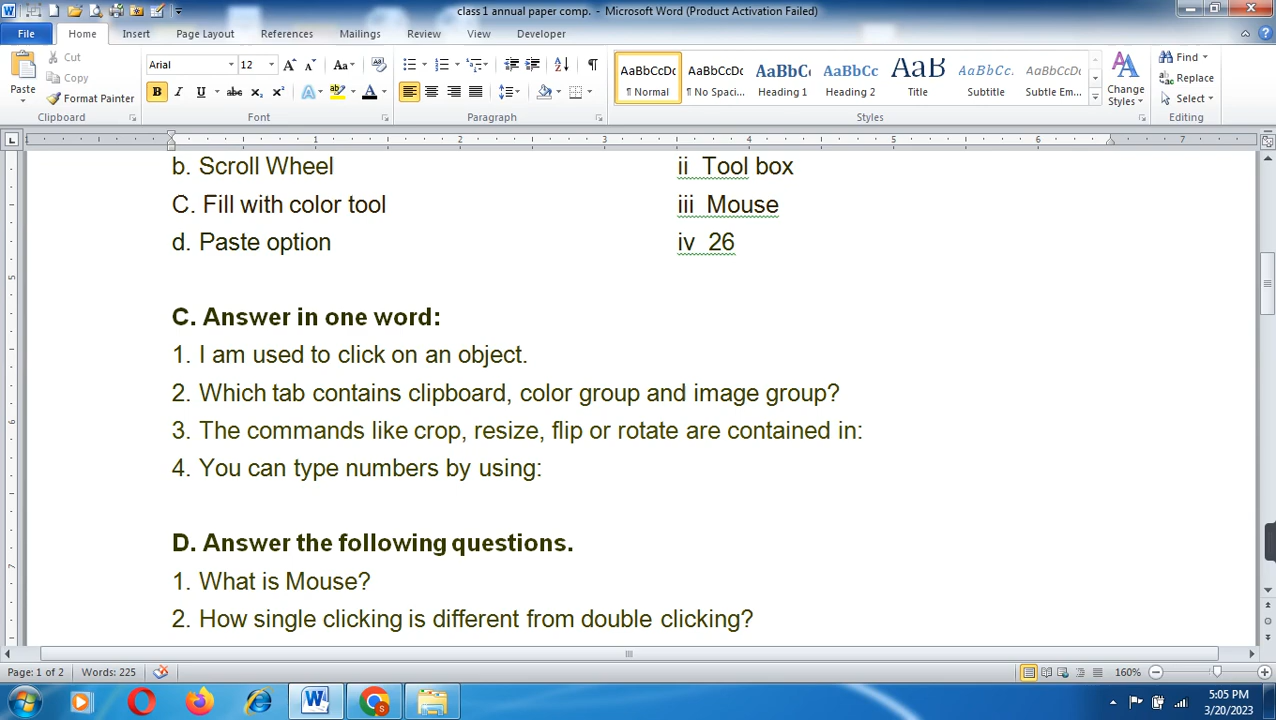 class 1 annual paper comp. - Microsoft Word (Product Activation Failed)
File Home Insert Page Layout References Mailings Review View Developer
Paste Cut Copy Format Painter
Arial 12
AaBbCcDc AaBbCcDc AaBbCc AaBbCc AaB AaBbCc. AaBbCcDc
¶ Normal ¶ No Spaci... Heading 1 Heading 2 Title Subtitle Subtle Em...
Change Styles
Find Replace Select
Clipboard Font Paragraph Styles Editing
1 2 3 4 5 6 7
b. Scroll Wheel ii Tool box
C. Fill with color tool iii Mouse
d. Paste option iv 26
C. Answer in one word:
1. I am used to click on an object.
2. Which tab contains clipboard, color group and image group?
3. The commands like crop, resize, flip or rotate are contained in:
4. You can type numbers by using:
D. Answer the following questions.
1. What is Mouse?
2. How single clicking is different from double clicking?
Page: 1 of 2 Words: 225 160%
5:05 PM
3/20/2023